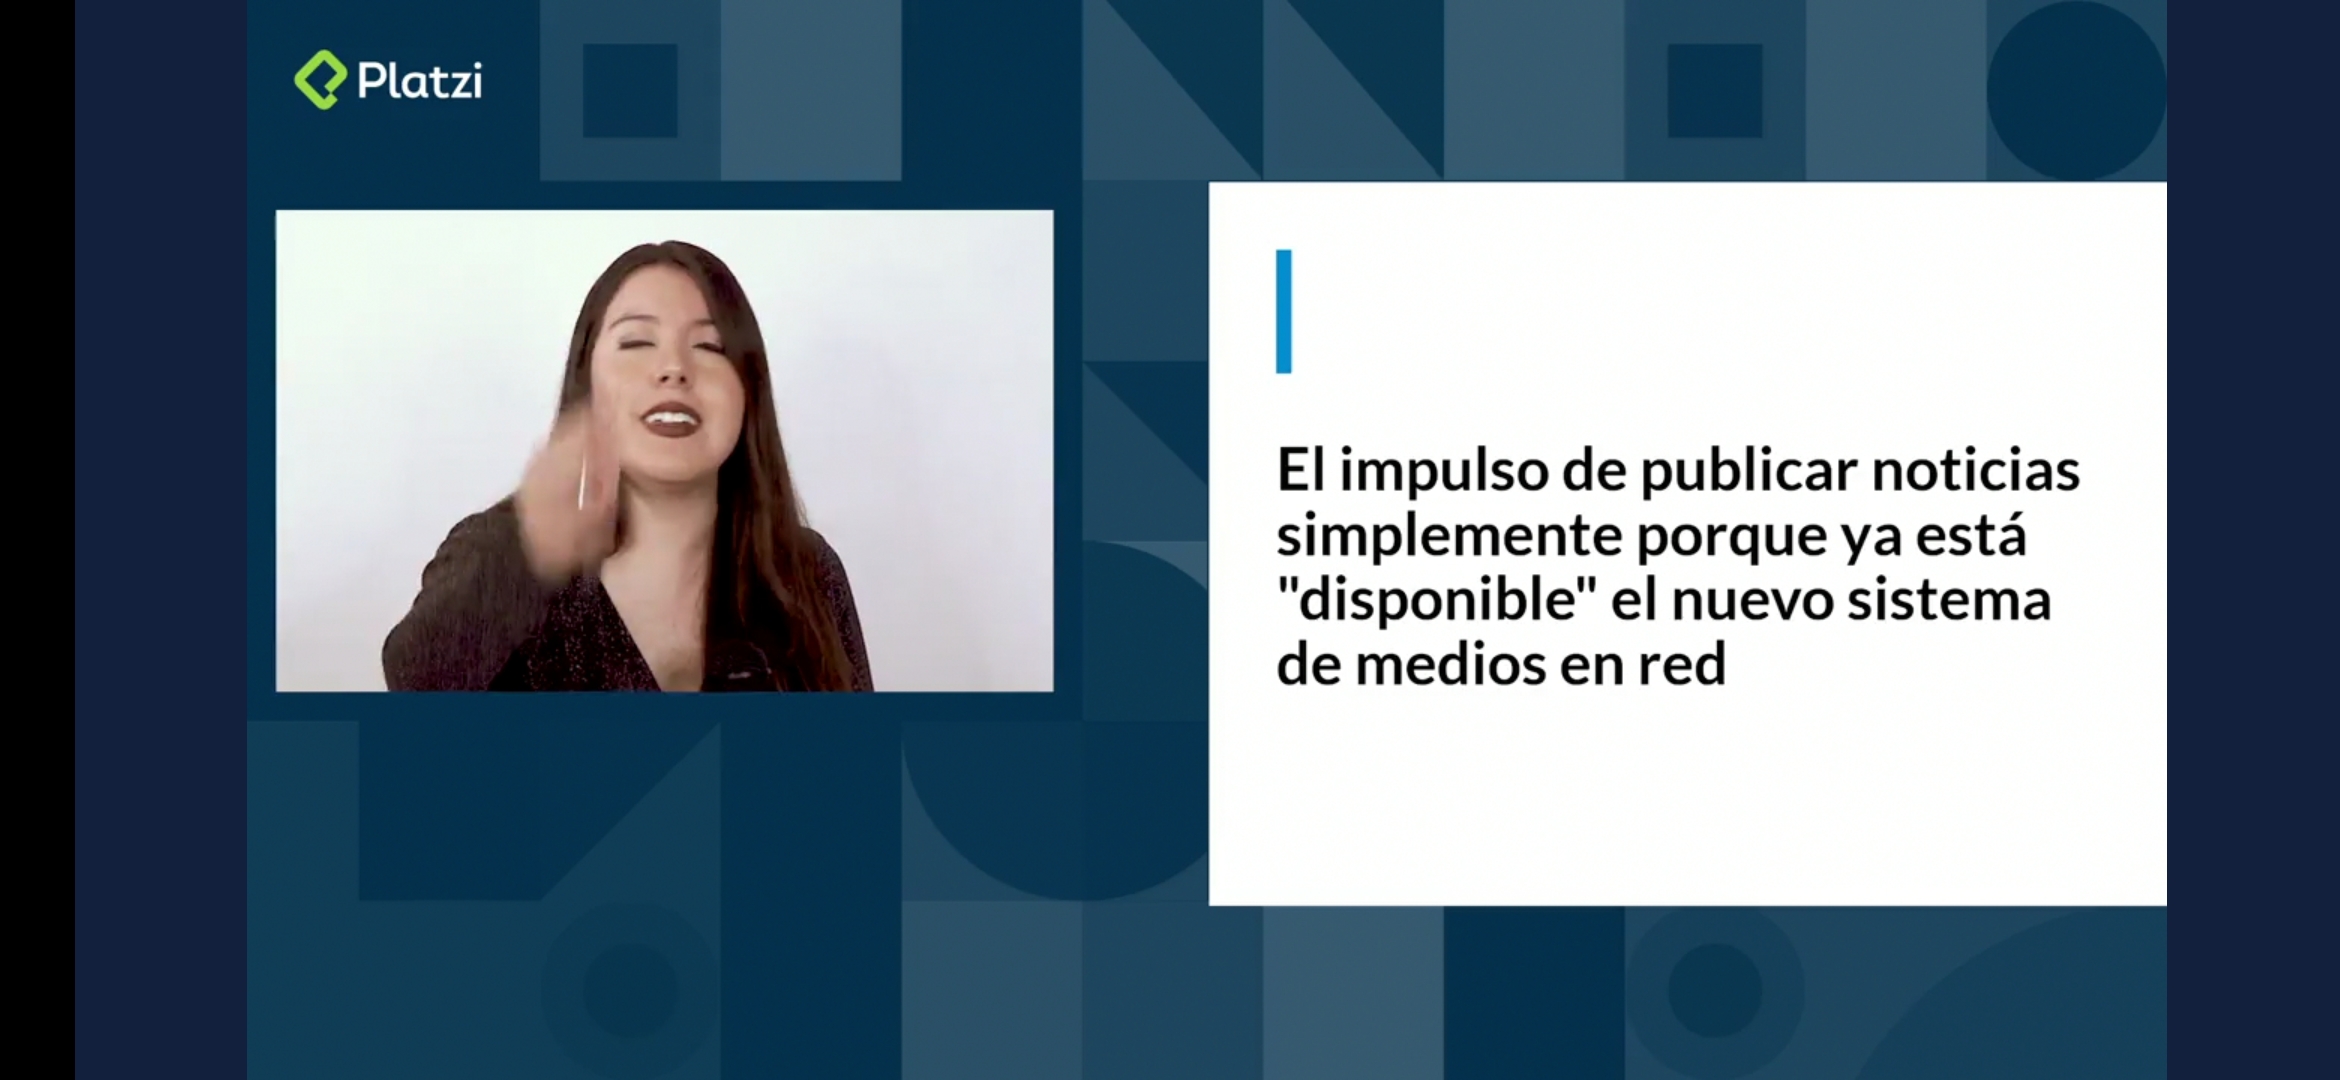 Platzi
El impulso de publicar noticias
simplemente porque ya está
"disponible" el nuevo sistema
de medios en red